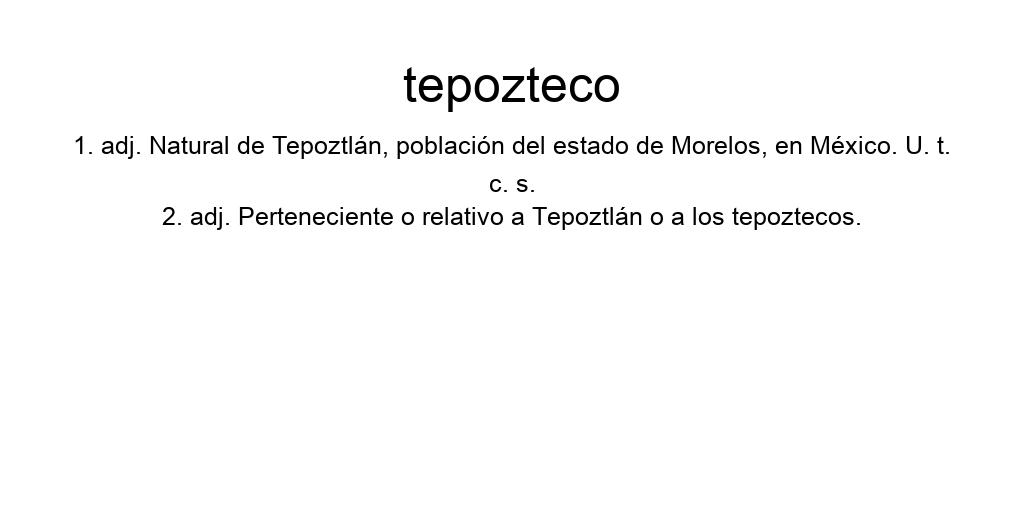 tepozteco
1. adj. Natural de Tepoztlán, población del estado de Morelos, en México. U. t.
c. s.
2. adj. Perteneciente o relativo a Tepoztlán o a los tepoztecos.